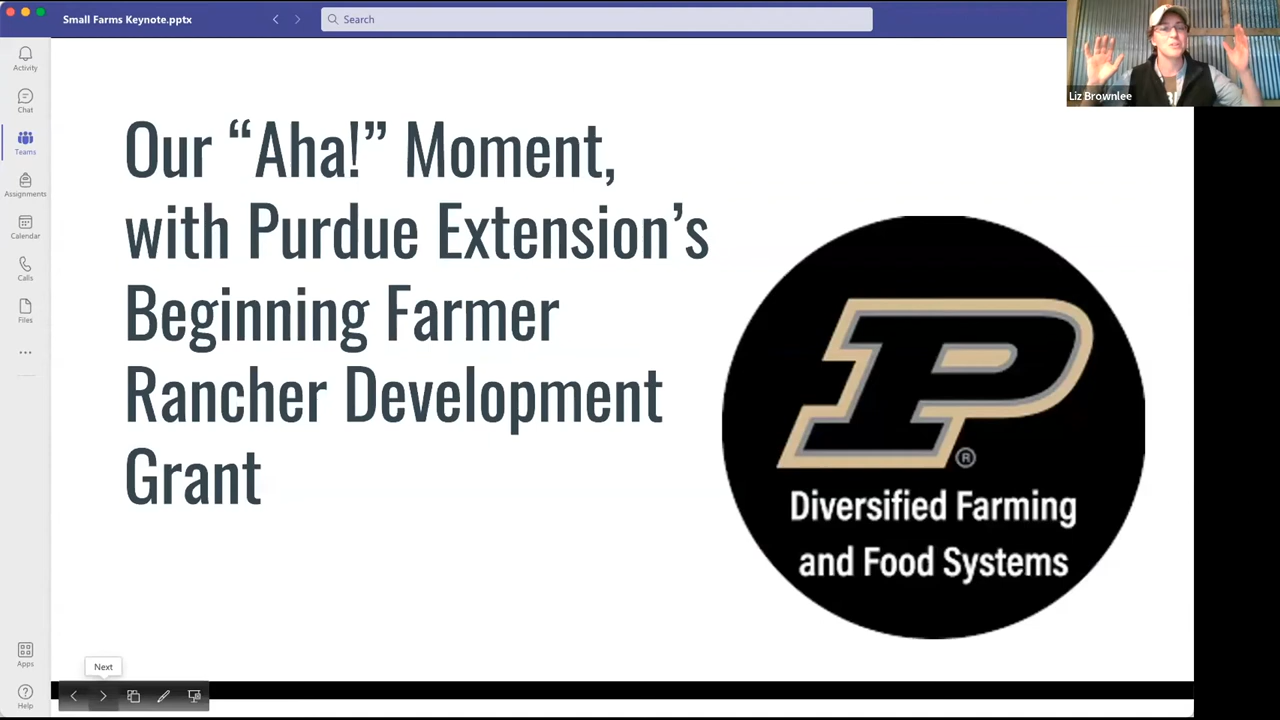 Small Farms Keynote.pptx
Search
Liz Brownlee
Activity
Chat
Teams
Assignments
Calendar
Calls
Files
Apps
Help
Our “Aha!” Moment,
with Purdue Extension’s
Beginning Farmer
Rancher Development
Grant
P
®
Diversified Farming
and Food Systems
Next